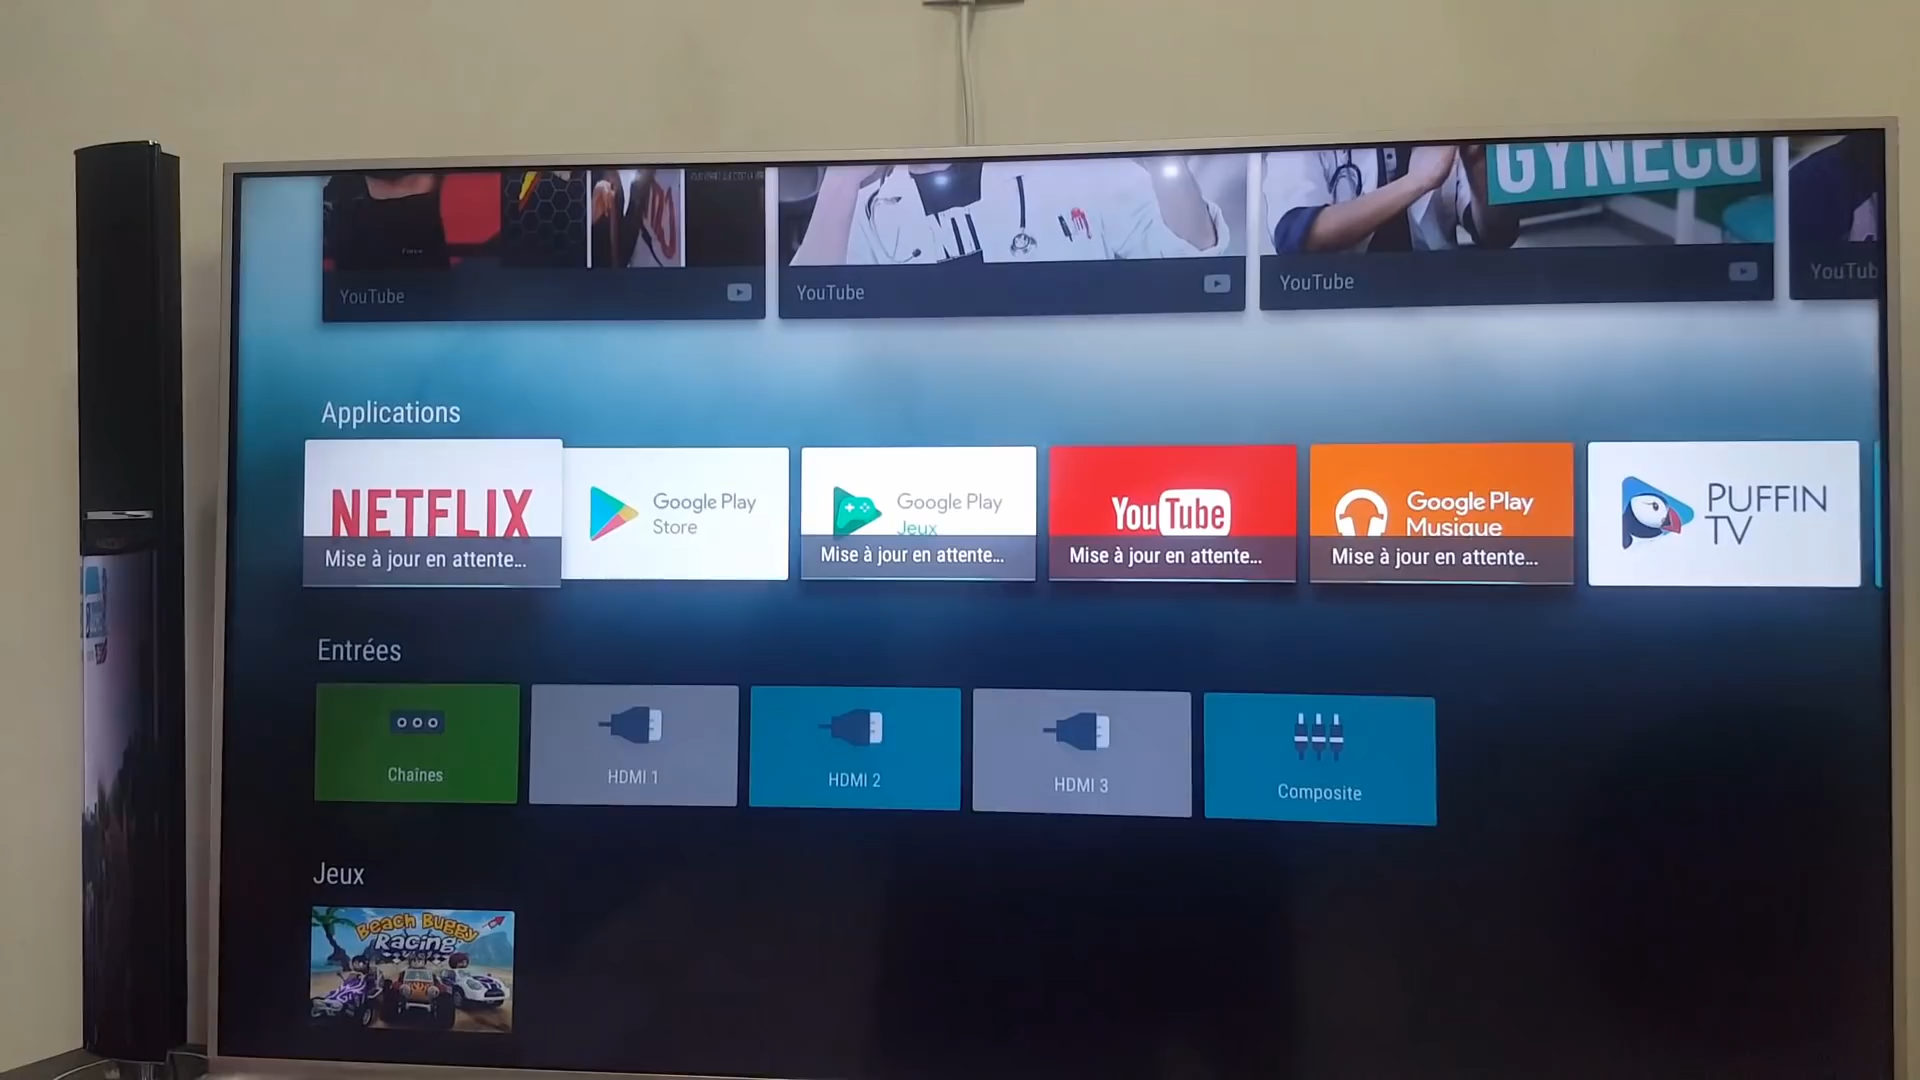 GYNECO
YouTube
YouTube
YouTube
YouTub
Applications
NETFLIX
Mise à jour en attente...
Google Play
Store
Google Play
Jeux
Mise à jour en attente...
YouTube
Mise à jour en attente...
Google Play
Musique
Mise à jour en attente...
PUFFIN
TV
Entrées
Chaînes
HDMI 1
HDMI 2
HDMI 3
Composite
Jeux
Beach Buggy
Racing